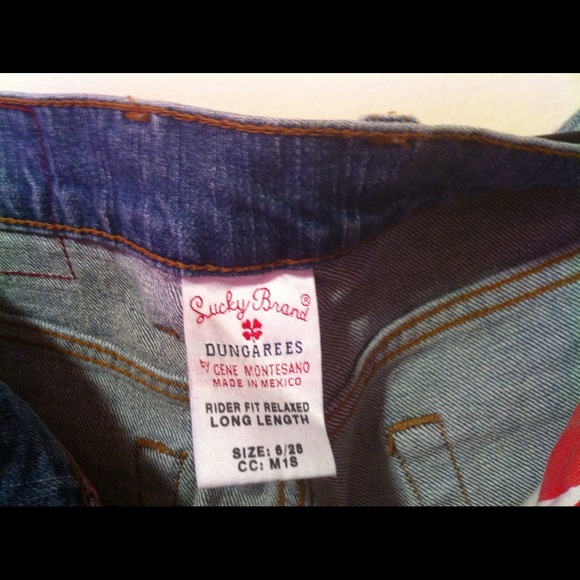 Lucky Brand®
DUNGAREES
by GENE MONTESANO
MADE IN MEXICO
RIDER FIT RELAXED
LONG LENGTH
SIZE: 6/28
CC: M1S